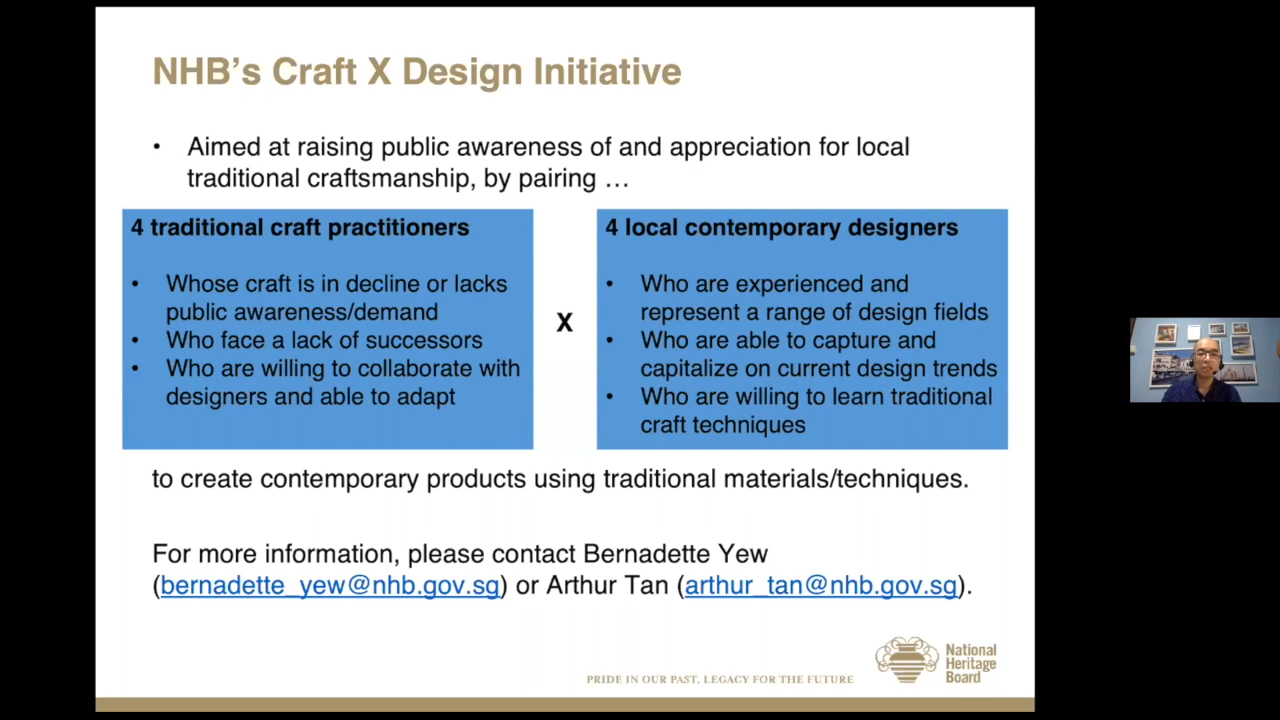 NHB's Craft X Design Initiative
• Aimed at raising public awareness of and appreciation for local
traditional craftsmanship, by pairing …
4 traditional craft practitioners
• Whose craft is in decline or lacks
public awareness/demand
• Who face a lack of successors
• Who are willing to collaborate with
designers and able to adapt
X
4 local contemporary designers
• Who are experienced and
represent a range of design fields
• Who are able to capture and
capitalize on current design trends
• Who are willing to learn traditional
craft techniques
to create contemporary products using traditional materials/techniques.
For more information, please contact Bernadette Yew
(bernadette_yew@nhb.gov.sg) or Arthur Tan (arthur_tan@nhb.gov.sg).
PRIDE IN OUR PAST, LEGACY FOR THE FUTURE
National
Heritage
Board